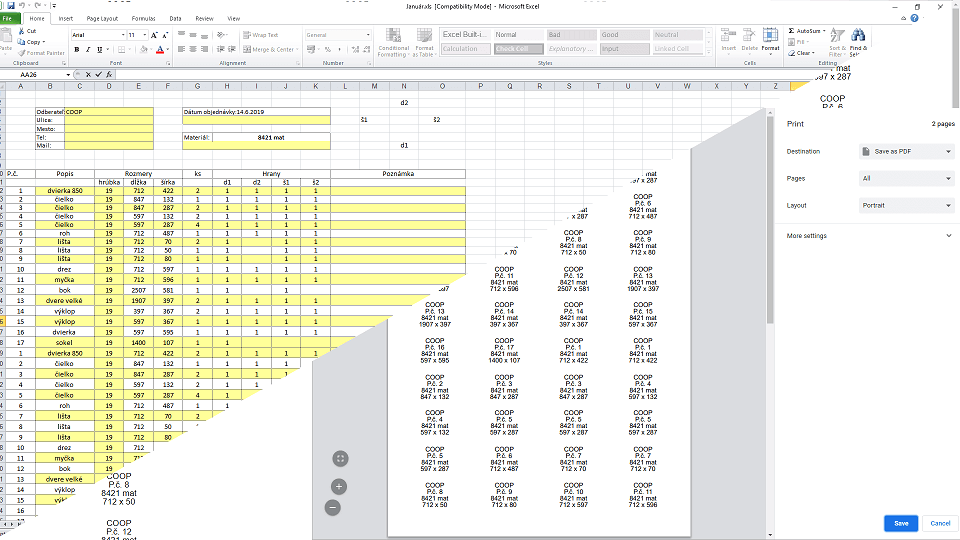 Január.xls [Compatibility Mode] - Microsoft Excel
File Home Insert Page Layout Formulas Data Review View
Cut
Copy
Format Painter
Clipboard
Arial 11
Font
Wrap Text
Merge & Center
Alignment
General
Number
Conditional Formatting
Format as Table
Excel Built-i... Normal Bad Good Neutral
Calculation Check Cell Explanatory ... Input Linked Cell
Styles
Insert Delete Format
Cells
AutoSum
Fill
Clear
Editing
Sort & Find &
AA26
A B C D E F G H I J K L M N O P Q R S T U V W X Y Z
d2
Odberateľ: COOP Dátum objednávky: 14.6.2019
Ulica: š1 š2
Mesto:
Tel: Materiál: 8421 mat
Mail: d1
P.č. Popis Rozmery ks Hrany Poznámka
hrúbka dĺžka šírka d1 d2 š1 š2
1 dvierka 850 19 712 422 2 1 1 1 1
2 čielko 19 847 132 1 1 1 1 1
3 čielko 19 847 287 2 1 1 1 1
4 čielko 19 597 132 2 1 1 1 1
5 čielko 19 597 287 4 1 1 1 1
6 roh 19 712 487 1 1 1 1 1
7 lišta 19 712 70 2 1 1 1
8 lišta 19 712 50 1 1 1 1
9 lišta 19 712 80 1 1 1 1
10 drez 19 712 597 1 1 1 1 1
11 myčka 19 712 596 1 1 1 1 1
12 bok 19 2507 581 1 1 1
13 dvere velké 19 1907 397 2 1 1 1 1
14 výklop 19 397 367 2 1 1 1 1
15 výklop 19 597 367 1 1 1 1 1
16 dvierka 19 597 595 1 1 1 1 1
17 sokel 19 1400 107 1 1
1 dvierka 850 19 712 422 2 1 1 1 1
2 čielko 19 847 132 1 1 1 1
3 čielko 19 847 287 2 1 1 1
4 čielko 19 597 132 2 1 1
5 čielko 19 597 287 4 1
6 roh 19 712 487 1 1
7 lišta 19 712 70 2
8 lišta 19 712 50
9 lišta 19 712 80
10 drez 19 712
11 myčka 19
12 bok 19
13 dvere velké
14 výklop
15
16
COOP
P.č. 8
8421 mat
712 x 50
COOP
P.č. 12
8421 mat
COOP
P.č. 6
8421 mat
712 x 487
COOP COOP
P.č. 8 P.č. 9
8421 mat 8421 mat
712 x 50 712 x 80
COOP COOP COOP
P.č. 11 P.č. 12 P.č. 13
8421 mat 8421 mat 8421 mat
712 x 596 2507 x 581 1907 x 397
COOP COOP COOP COOP
P.č. 13 P.č. 14 P.č. 14 P.č. 15
8421 mat 8421 mat 8421 mat 8421 mat
1907 x 397 397 x 367 397 x 367 597 x 367
COOP COOP COOP COOP
P.č. 16 P.č. 17 P.č. 1 P.č. 1
8421 mat 8421 mat 8421 mat 8421 mat
597 x 595 1400 x 107 712 x 422 712 x 422
COOP COOP COOP COOP
P.č. 2 P.č. 3 P.č. 3 P.č. 4
8421 mat 8421 mat 8421 mat 8421 mat
847 x 132 847 x 287 847 x 287 597 x 132
COOP COOP COOP COOP
P.č. 4 P.č. 5 P.č. 5 P.č. 5
8421 mat 8421 mat 8421 mat 8421 mat
597 x 132 597 x 287 597 x 287 597 x 287
COOP COOP COOP COOP
P.č. 5 P.č. 6 P.č. 7 P.č. 7
8421 mat 8421 mat 8421 mat 8421 mat
597 x 287 712 x 487 712 x 70 712 x 70
COOP COOP COOP COOP
P.č. 8 P.č. 9 P.č. 10 P.č. 11
8421 mat 8421 mat 8421 mat 8421 mat
712 x 50 712 x 80 712 x 597 712 x 596
COOP
Print 2 pages
Destination Save as PDF
Pages All
Layout Portrait
More settings
Save Cancel